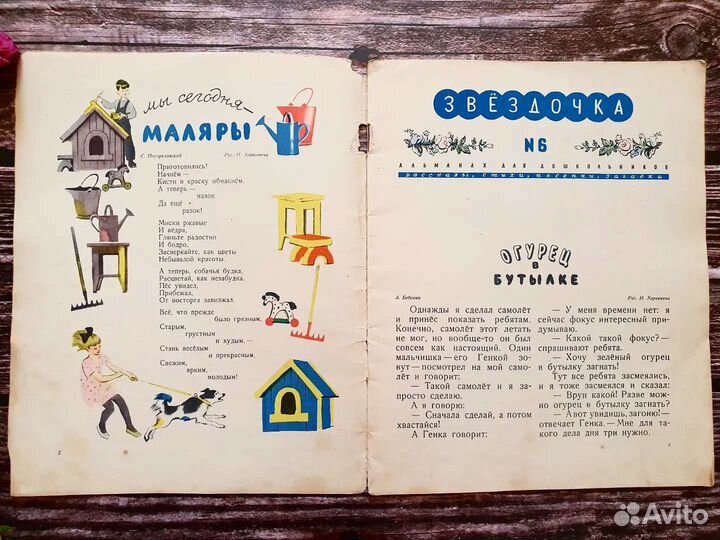 мы сегодня—
МАЛЯРЫ
С. Погореловский
Рис. И. Харкевича
Приготовились!
Начнём —
Кисти в краску обмакнём.
А теперь —
мазок
Да ещё
разок!
Миски ржавые
И вёдра,
Гляньте радостно
И бодро,
Засверкайте, как цветы
Небывалой красоты.
А теперь, собачья будка,
Расцветай, как незабудка.
Пёс увидел,
Прибежал,
От восторга завизжал.
Всё, что прежде
было грязным,
Старым,
грустным
и худым,—
Стань весёлым
и прекрасным,
Свежим,
ярким,
молодым!
2
ЗВЁЗДОЧКА
№6
АЛЬМАНАХ ДЛЯ ДОШКОЛЬНИКОВ
рассказы, стихи, песенки, загадки
ОГУРЕЦ
В
БУТЫЛКЕ
Рис. И. Харкевича
Однажды я сделал самолёт
и принёс показать ребятам.
Конечно, самолёт этот летать
не мог, но вообще-то он был
совсем как настоящий. Один
мальчишка — его Генкой зо-
вут — посмотрел на мой само-
лёт и говорит:
— Такой самолёт и я за-
просто сделаю.
А я говорю:
— Сначала сделай, а потом
хвастайся!
А Генка говорит:
— У меня времени нет: я
сейчас фокус интересный при-
думываю.
— Какой такой фокус? —
спрашивают ребята.
— Хочу зелёный огурец
в бутылку загнать!
Тут все ребята засмеялись,
и я тоже засмеялся и сказал:
— Врун какой! Разве мож-
но огурец в бутылку загнать?
— А вот увидишь, загоню! —
отвечает Генка. — Мне для та-
кого дела дня три нужно.
3
Avito